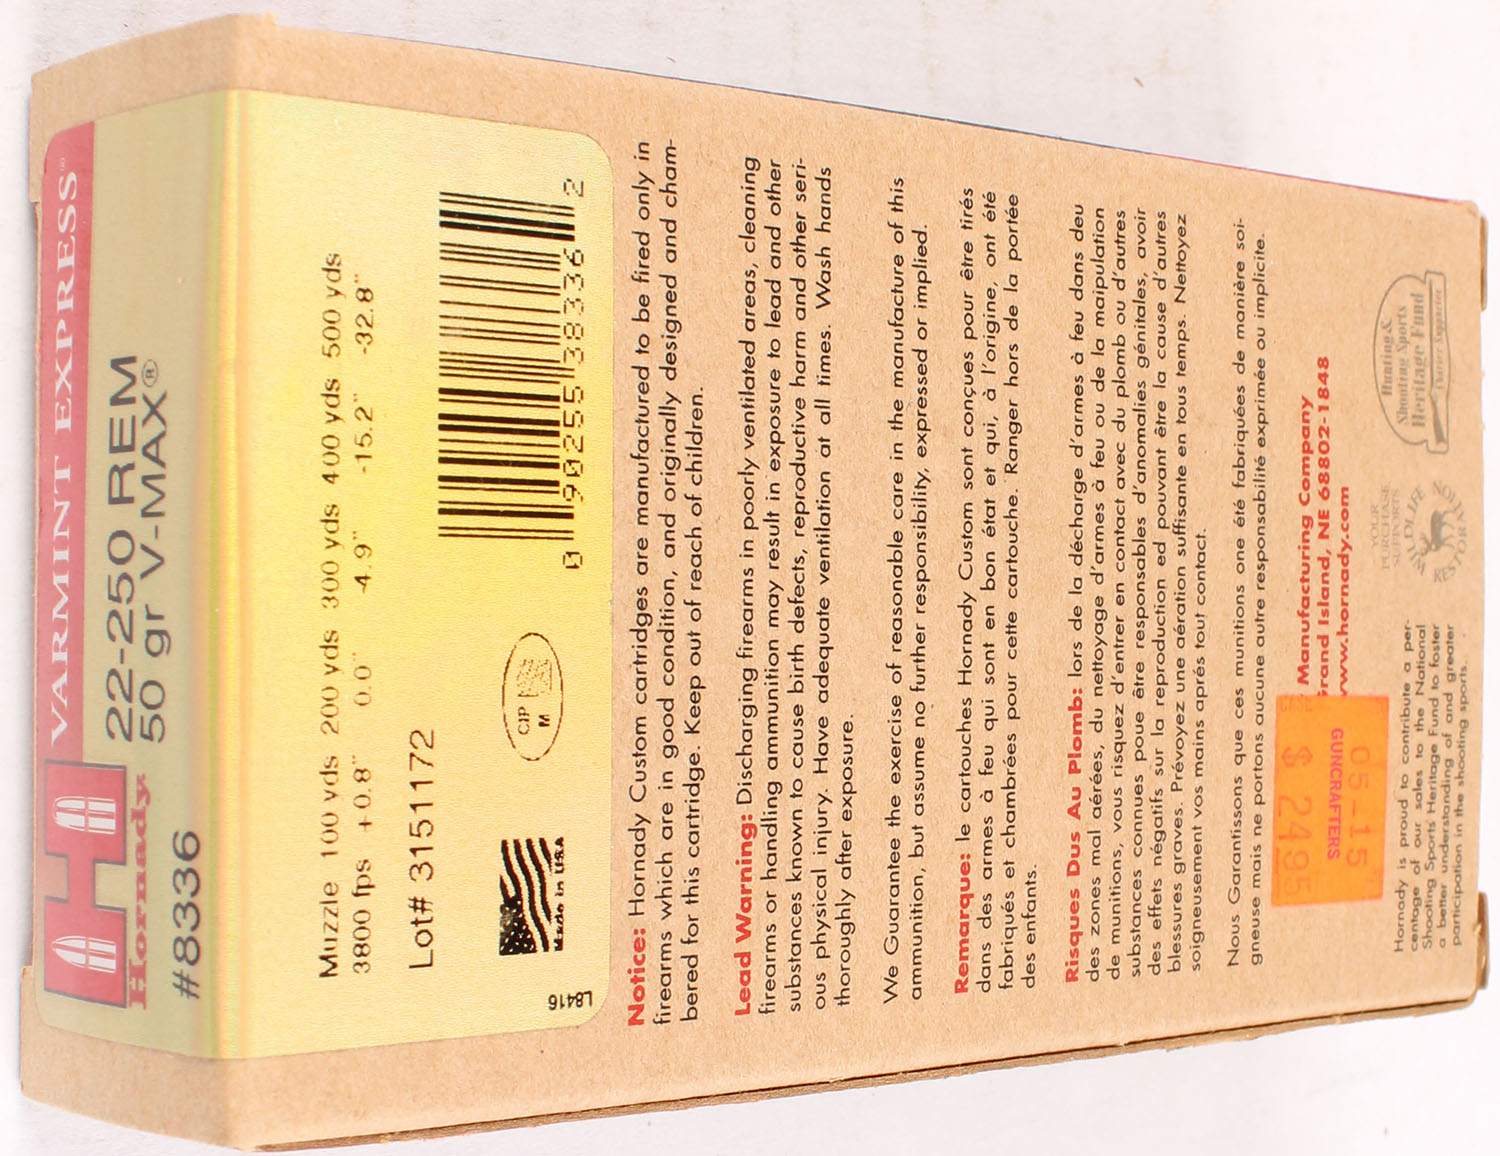 VARMINT EXPRESS®
Hornady
22-250 REM
50 gr V-MAX®
#8336
Muzzle 100 yds 200 yds 300 yds 400 yds 500 yds
3800 fps +0.8" 0.0" -4.9" -15.2" -32.8"
Lot# 3151172
Made in USA
CIP
M
0 90255 38336 2
L8416
Notice: Hornady Custom cartridges are manufactured to be fired only in
firearms which are in good condition, and originally designed and cham-
bered for this cartridge. Keep out of reach of children.
Lead Warning: Discharging firearms in poorly ventilated areas, cleaning
firearms or handling ammunition may result in exposure to lead and other
substances known to cause birth defects, reproductive harm and other seri-
ous physical injury. Have adequate ventilation at all times. Wash hands
thoroughly after exposure.
We Guarantee the exercise of reasonable care in the manufacture of this
ammunition, but assume no further responsibility, expressed or implied.
Remarque: le cartouches Hornady Custom sont conçues pour être tirés
dans des armes à feu qui sont en bon état et qui, à l'origine, ont été
fabriqués et chambrées pour cette cartouche. Ranger hors de la portée
des enfants.
Risques Dus Au Plomb: lors de la décharge d'armes à feu dans deu
des zones mal aérées, du nettoyage d'armes à feu ou de la maipulation
de munitions, vous risquez d'entrer en contact avec du plomb ou d'autres
substances connues pour être responsables d'anomalies génitales, avoir
des effets négatifs sur la reproduction ed pouvant être la cause d'autres
blessures graves. Prévoyez une aération suffisante en tous temps. Nettoyez
soigneusement vos mains aprés tout contact.
Nous Garantissons que ces munitions one été fabriquées de manière soi-
gneuse mais ne portons aucune autre responsabilité exprimée ou implicite.
Manufacturing Company
Grand Island, NE 68802-1848
www.hornady.com
$ 2495
GUNCRAFTERS
05-15
Hornady is proud to contribute a per-
centage of our sales to the National
Shooting Sports Heritage Fund to foster
a better understanding of and greater
participation in the shooting sports.
YOUR
PURCHASE
SUPPORTS
WILDLIFE
RESTORATION
Hunting &
Shooting Sports
Heritage Fund
Charter Supporter